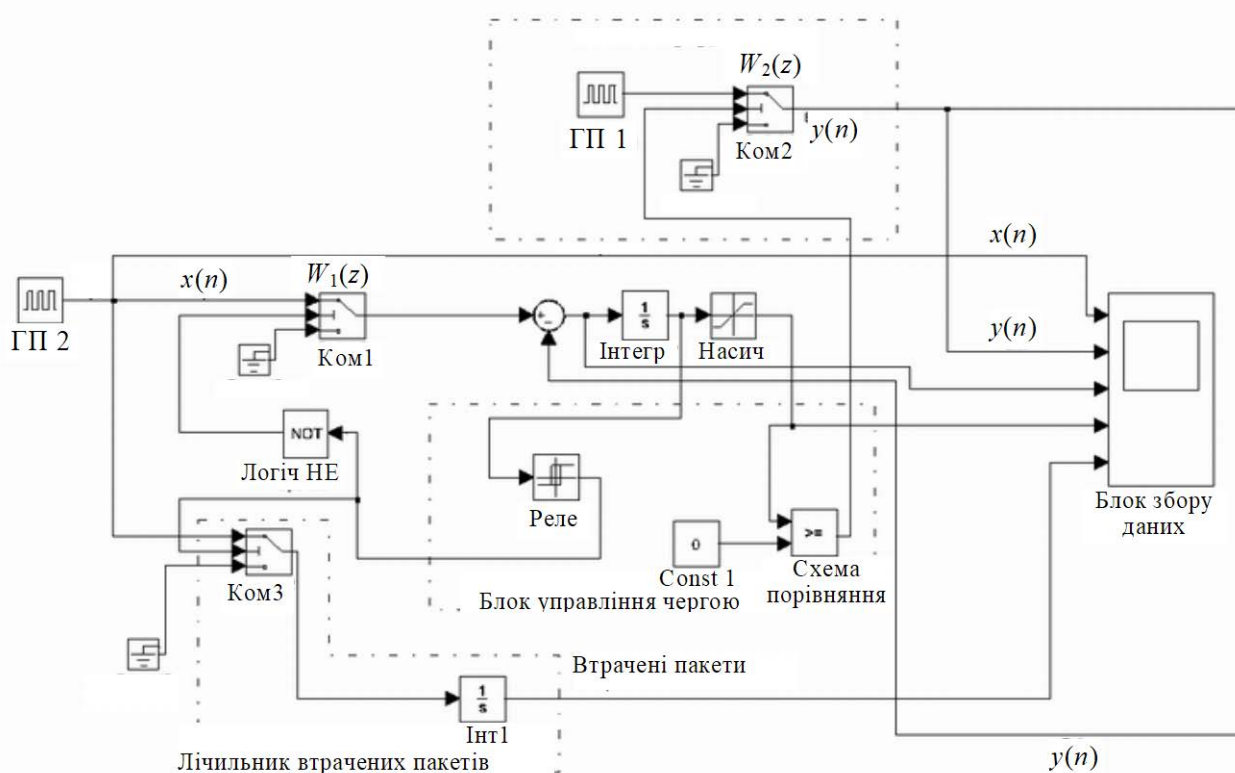 W₂(z)
ГП 1
y(n)
Ком2
x(n)
x(n)
W₁(z)
ГП 2
Ком1
+
-
1
s
Інтегр
Насич
y(n)
NOT
Логіч НЕ
Реле
0
>=
Const 1
Схема
порівняння
Блок управління чергою
Блок збору
даних
Ком3
Втрачені пакети
1
s
Інт1
Лічильник втрачених пакетів
y(n)